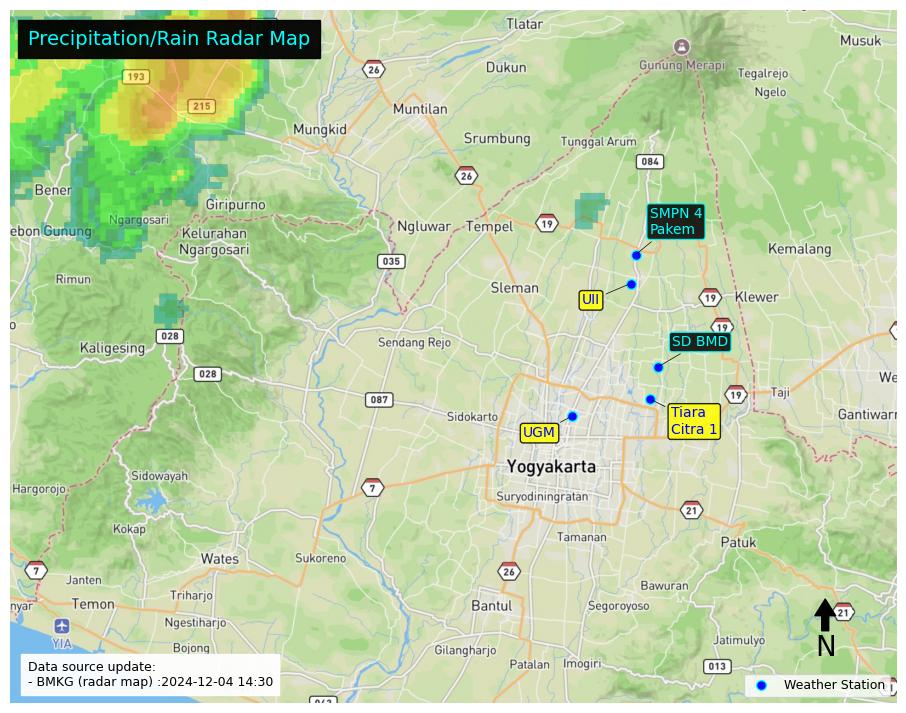 Precipitation/Rain Radar Map
Tlatar
Musuk
193
26
Dukun
Gunung Merapi
Tegalrejo
Ngelo
215
Muntilan
Mungkid
Srumbung
Tunggal Arum
084
26
Bener
Giripurno
Ngargosari
SMPN 4
Pakem
ebon Gunung
Kelurahan
Ngargosari
Ngluwar
Tempel
19
Kemalang
035
Rimun
Sleman
UII
19
Klewer
19
028
Kaligesing
Sendang Rejo
SD BMD
028
We
087
19
Taji
Sidokarto
Tiara
Citra 1
Gantiwarn
UGM
Yogyakarta
Sidowayah
Hargorojo
7
Suryodiningratan
21
Kokap
Tamanan
Patuk
Wates
Sukoreno
7
26
Janten
Bawuran
nyar
Temon
Triharjo
Bantul
Segoroyoso
21
Ngestiharjo
YIA
N
Bojong
Gilangharjo
Jatimulyo
Patalan
Imogiri
013
Data source update:
- BMKG (radar map) :2024-12-04 14:30
Weather Station